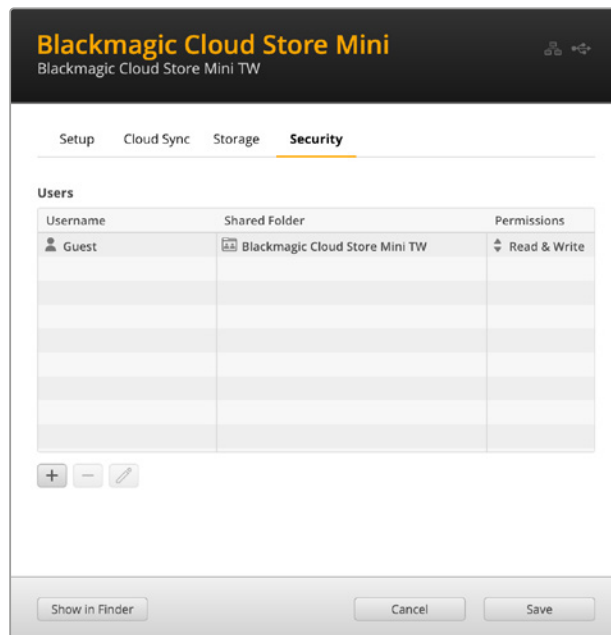 Blackmagic Cloud Store Mini
Blackmagic Cloud Store Mini TW
Setup Cloud Sync Storage Security
Users
Username Shared Folder Permissions
Guest Blackmagic Cloud Store Mini TW Read & Write
Show in Finder Cancel Save